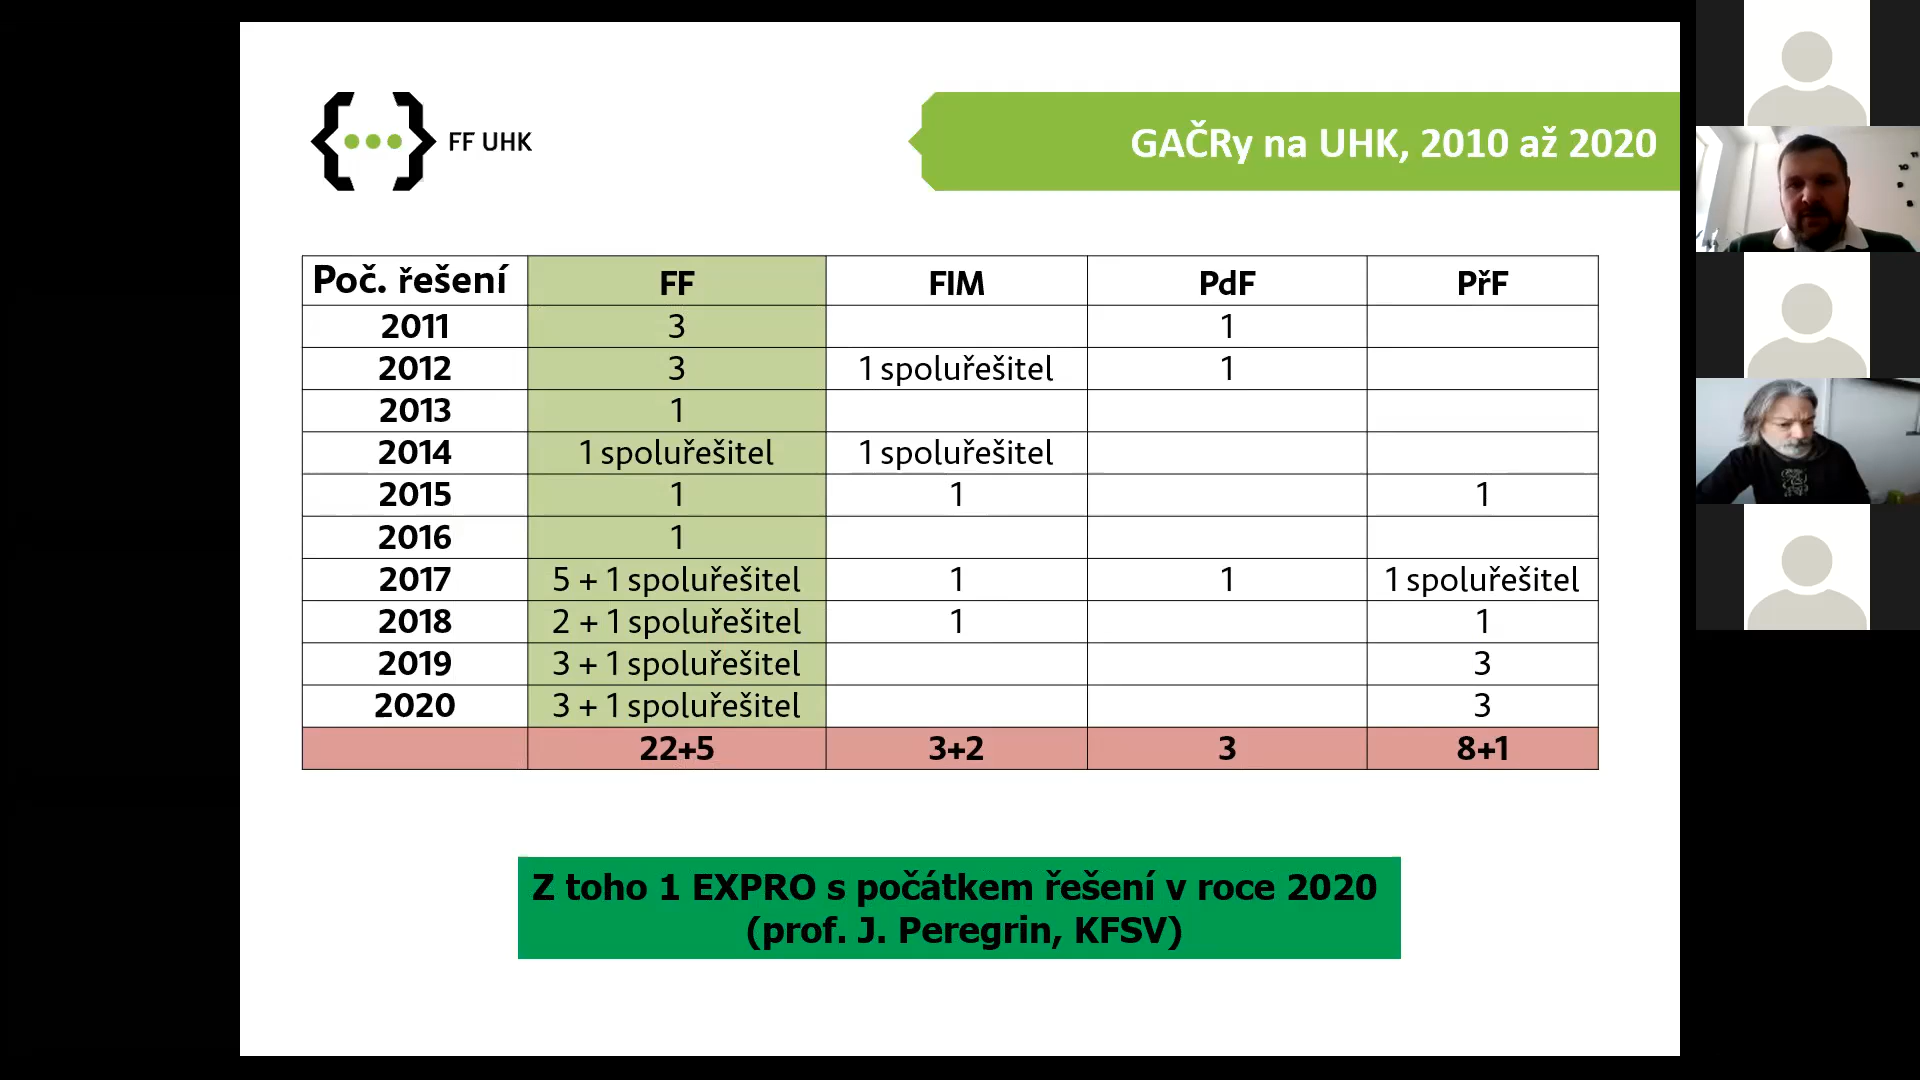 FF UHK
GAČRy na UHK, 2010 až 2020
Poč. řešení FF FIM PdF PřF
2011 3 1
2012 3 1 spoluřešitel 1
2013 1
2014 1 spoluřešitel 1 spoluřešitel
2015 1 1 1
2016 1
2017 5 + 1 spoluřešitel 1 1 1 spoluřešitel
2018 2 + 1 spoluřešitel 1 1
2019 3 + 1 spoluřešitel 3
2020 3 + 1 spoluřešitel 3
22+5 3+2 3 8+1
Z toho 1 EXPRO s počátkem řešení v roce 2020
(prof. J. Peregrin, KFSV)